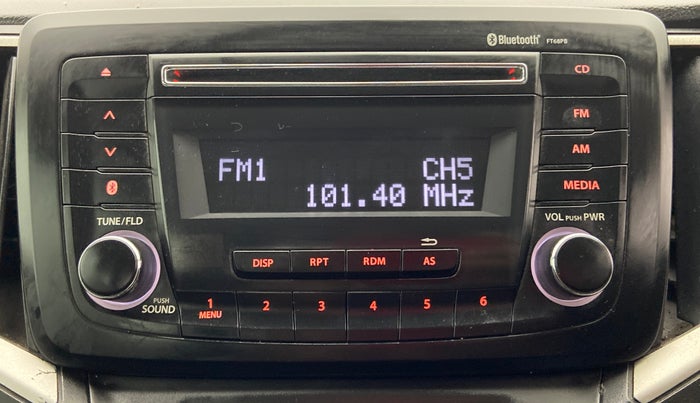 Bluetooth® FT68PB
CD
FM
AM
MEDIA
FM1 CH5
101.40 MHz
TUNE/FLD
VOL PUSH PWR
DISP RPT RDM AS
PUSH SOUND
1 MENU 2 3 4 5 6